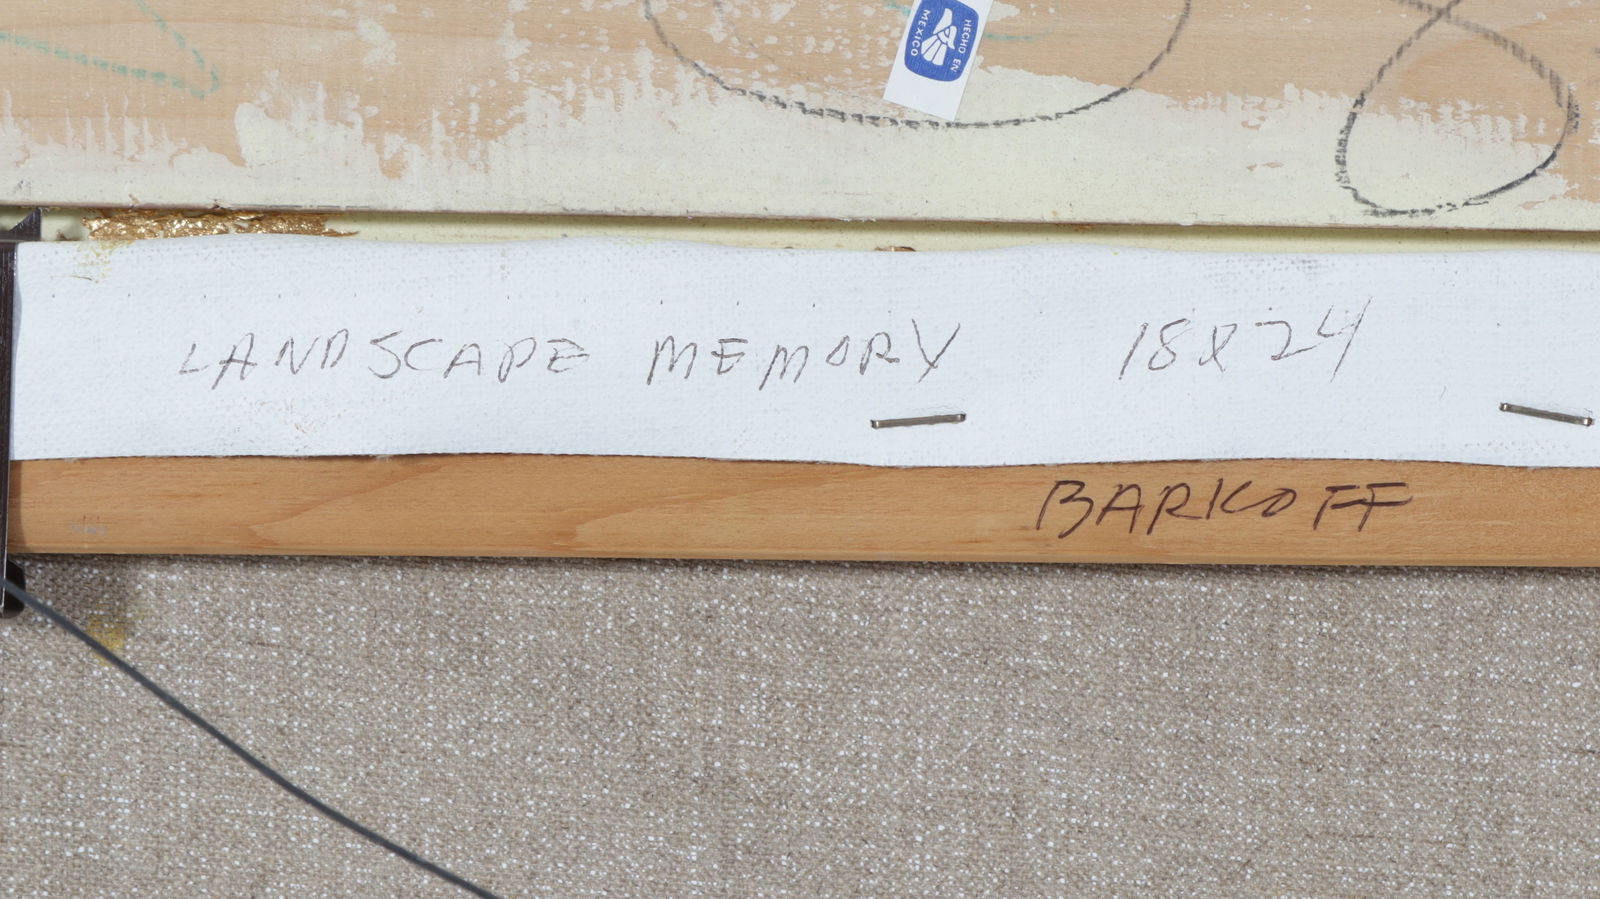 HECHO EN
MEXICO
LANDSCAPE MEMORY 18X24
BARKOFF